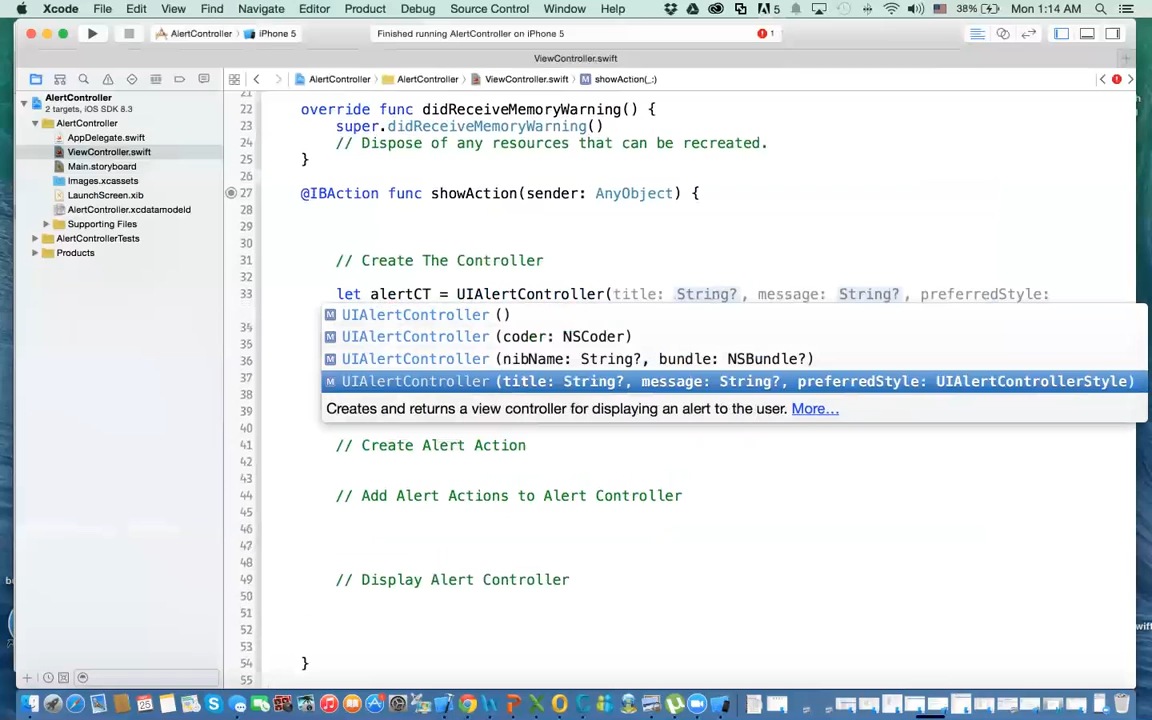 Xcode File Edit View Find Navigate Editor Product Debug Source Control Window Help 5 38% Mon 1:14 AM
AlertController iPhone 5 Finished running AlertController on iPhone 5 1
ViewController.swift
AlertController AlertController ViewController.swift M showAction(_:)
AlertController
2 targets, iOS SDK 8.3
AlertController
AppDelegate.swift
ViewController.swift
Main.storyboard
Images.xcassets
LaunchScreen.xib
AlertController.xcdatamodeld
Supporting Files
AlertControllerTests
Products
21
22 override func didReceiveMemoryWarning() {
23 super.didReceiveMemoryWarning()
24 // Dispose of any resources that can be recreated.
25 }
26
27 @IBAction func showAction(sender: AnyObject) {
28
29
30
31 // Create The Controller
32
33 let alertCT = UIAlertController(title: String?, message: String?, preferredStyle:
M UIAlertController ()
34
M UIAlertController (coder: NSCoder)
35
M UIAlertController (nibName: String?, bundle: NSBundle?)
36
37
M UIAlertController (title: String?, message: String?, preferredStyle: UIAlertControllerStyle)
38
39 Creates and returns a view controller for displaying an alert to the user. More...
40
41 // Create Alert Action
42
43
44 // Add Alert Actions to Alert Controller
45
46
47
48
49 // Display Alert Controller
50
51
52
53
54 }
55